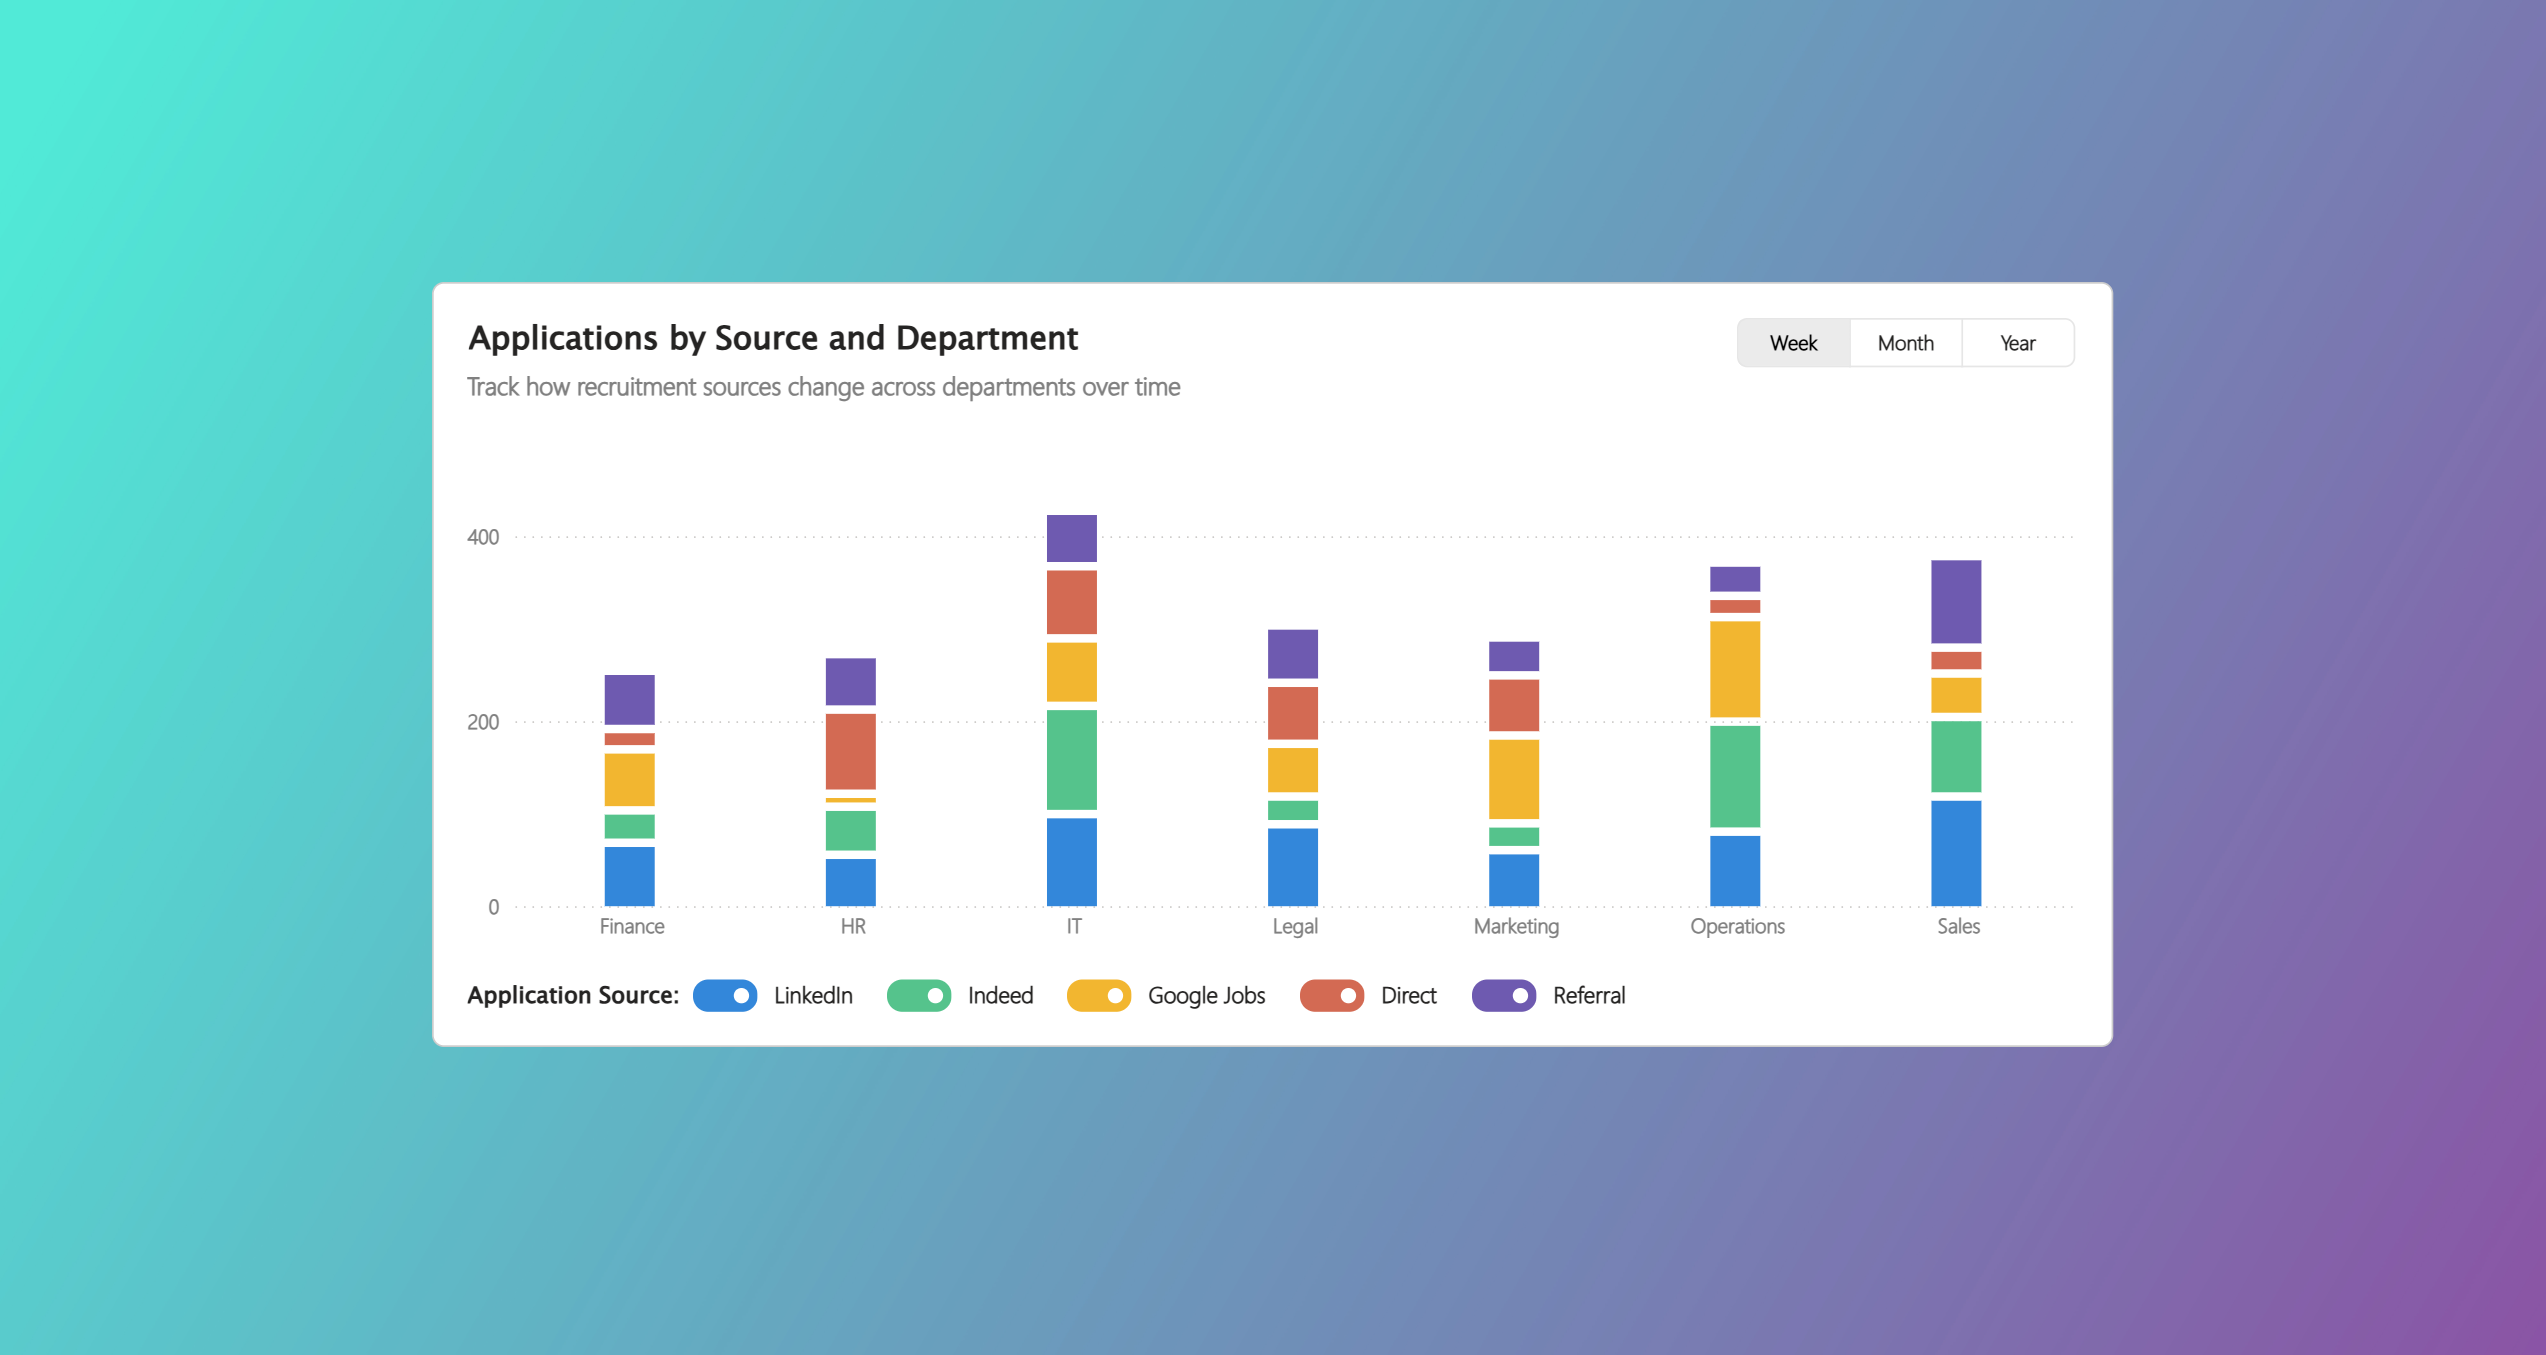 Applications by Source and Department
Week Month Year
Track how recruitment sources change across departments over time
400
200
0
Finance HR IT Legal Marketing Operations Sales
Application Source: LinkedIn Indeed Google Jobs Direct Referral